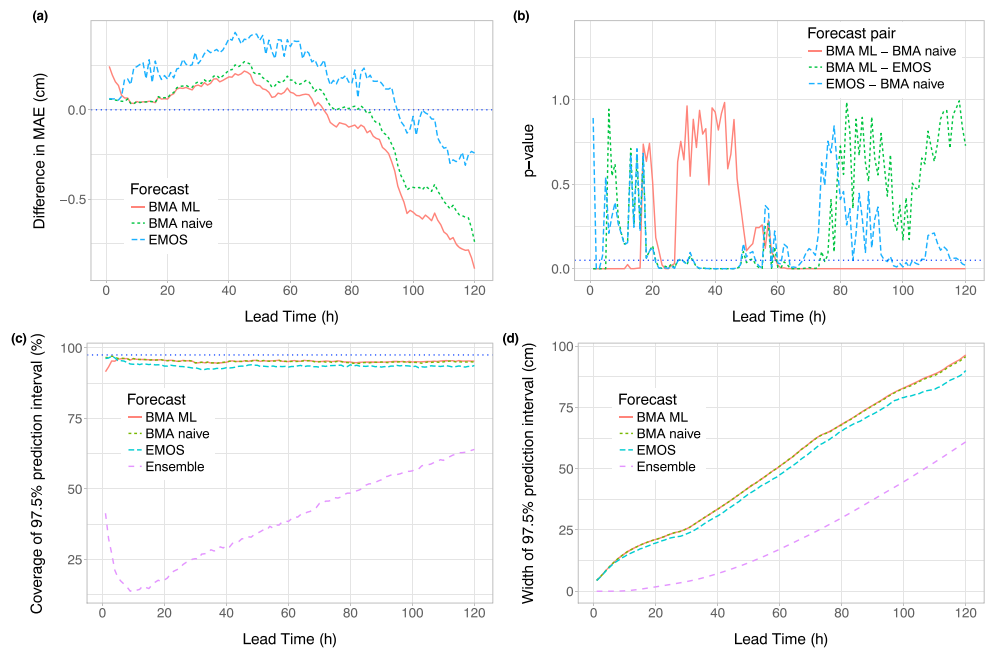 (a)
Difference in MAE (cm)
0.0
−0.5
Forecast
BMA ML
BMA naive
EMOS
0 20 40 60 80 100 120
Lead Time (h)
(b)
p−value
1.0
0.5
0.0
Forecast pair
BMA ML − BMA naive
BMA ML − EMOS
EMOS − BMA naive
0 20 40 60 80 100 120
Lead Time (h)
(c)
Coverage of 97.5% prediction interval (%)
100
75
50
25
Forecast
BMA ML
BMA naive
EMOS
Ensemble
0 20 40 60 80 100 120
Lead Time (h)
(d)
Width of 97.5% prediction interval (cm)
100
75
50
25
0
Forecast
BMA ML
BMA naive
EMOS
Ensemble
0 20 40 60 80 100 120
Lead Time (h)